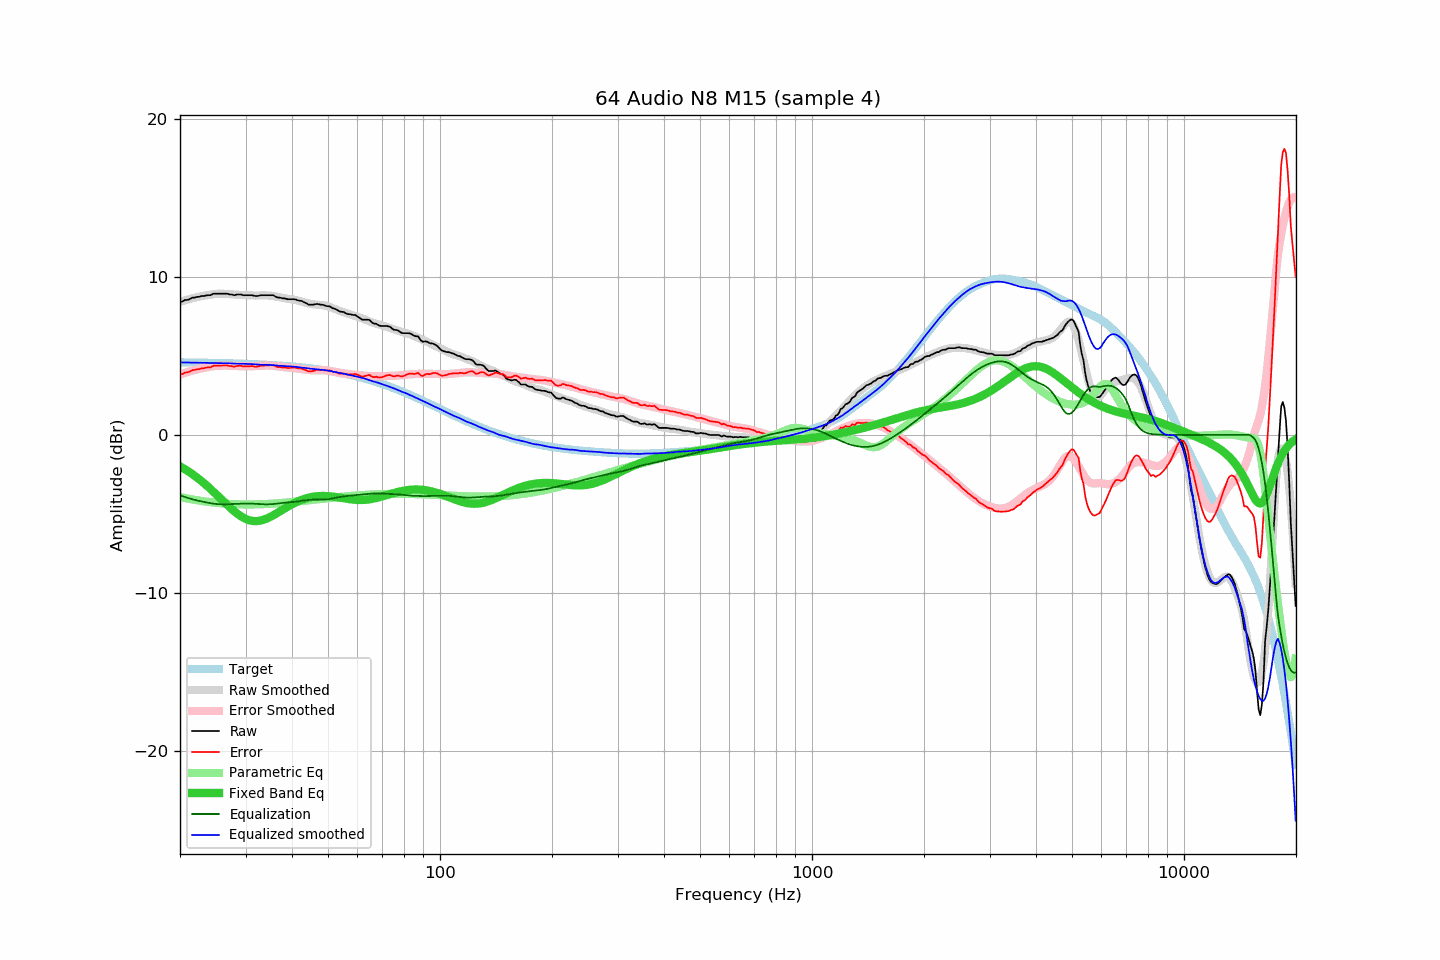 64 Audio N8 M15 (sample 4)
20
10
0
−10
−20
Amplitude (dBr)
Target
Raw Smoothed
Error Smoothed
Raw
Error
Parametric Eq
Fixed Band Eq
Equalization
Equalized smoothed
100
1000
10000
Frequency (Hz)